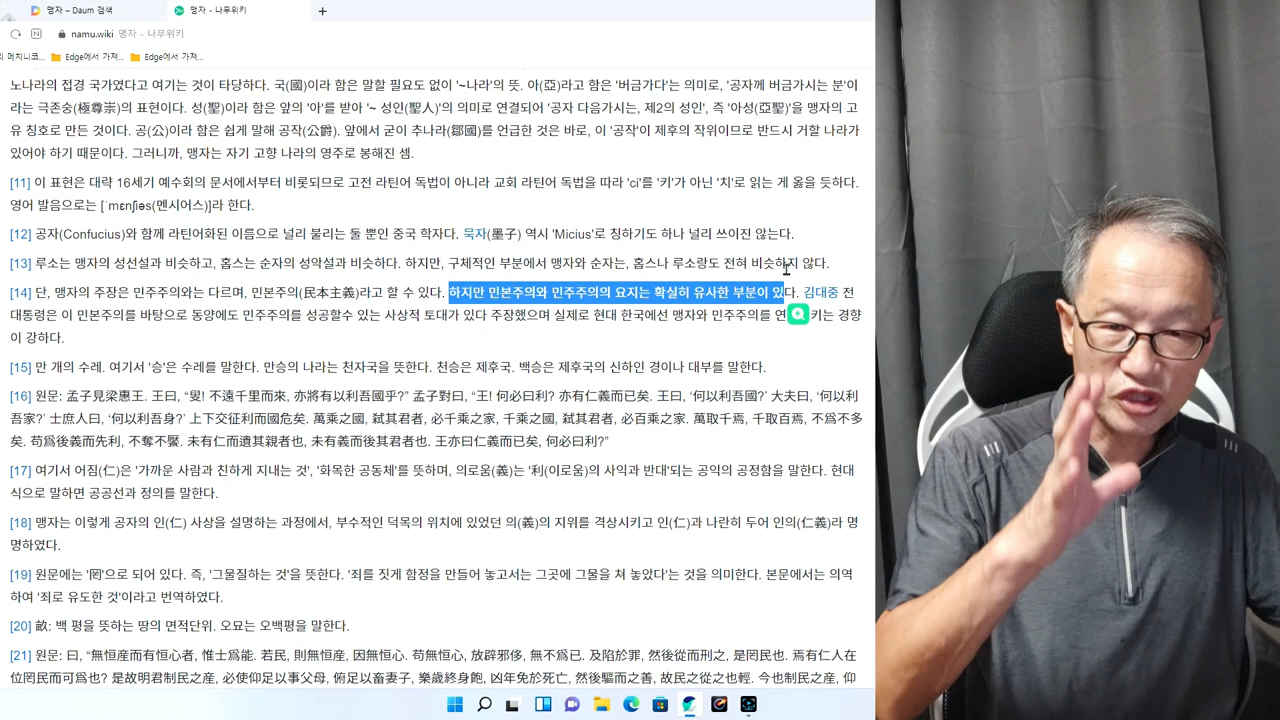 맹자 – Daum 검색
맹자 - 나무위키
namu.wiki 맹자 - 나무위키
의 메치니코...
Edge에서 가져...
Edge에서 가져...
노나라의 접경 국가였다고 여기는 것이 타당하다. 국(國)이라 함은 말할 필요도 없이 '~나라'의 뜻. 아(亞)라고 함은 '버금가다'는 의미로, '공자께 버금가시는 분'이
라는 극존숭(極尊崇)의 표현이다. 성(聖)이라 함은 앞의 '아'를 받아 '~ 성인(聖人)'의 의미로 연결되어 '공자 다음가시는, 제2의 성인', 즉 '아성(亞聖)'을 맹자의 고
유 칭호로 만든 것이다. 공(公)이라 함은 쉽게 말해 공작(公爵). 앞에서 굳이 추나라(鄒國)를 언급한 것은 바로, 이 '공작'이 제후의 작위이므로 반드시 거할 나라가
있어야 하기 때문이다. 그러니까, 맹자는 자기 고향 나라의 영주로 봉해진 셈.
[11] 이 표현은 대략 16세기 예수회의 문서에서부터 비롯되므로 고전 라틴어 독법이 아니라 교회 라틴어 독법을 따라 'ci'를 '키'가 아닌 '치'로 읽는 게 옳을 듯하다.
영어 발음으로는 [ˈmɛnʃiəs(멘시어스)]라 한다.
[12] 공자(Confucius)와 함께 라틴어화된 이름으로 널리 불리는 둘 뿐인 중국 학자다. 묵자(墨子) 역시 'Micius'로 칭하기도 하나 널리 쓰이진 않는다.
[13] 루소는 맹자의 성선설과 비슷하고, 홉스는 순자의 성악설과 비슷하다. 하지만, 구체적인 부분에서 맹자와 순자는, 홉스나 루소랑도 전혀 비슷하지 않다.
[14] 단, 맹자의 주장은 민주주의와는 다르며, 민본주의(民本主義)라고 할 수 있다. 하지만 민본주의와 민주주의의 요지는 확실히 유사한 부분이 있다. 김대중 전
대통령은 이 민본주의를 바탕으로 동양에도 민주주의를 성공할수 있는 사상적 토대가 있다 주장했으며 실제로 현대 한국에선 맹자와 민주주의를 연 키는 경향
이 강하다.
[15] 만 개의 수레. 여기서 '승'은 수레를 말한다. 만승의 나라는 천자국을 뜻한다. 천승은 제후국. 백승은 제후국의 신하인 경이나 대부를 말한다.
[16] 원문: 孟子見梁惠王. 王曰, “叟! 不遠千里而來, 亦將有以利吾國乎?” 孟子對曰, “王! 何必曰利? 亦有仁義而已矣. 王曰, ‘何以利吾國?’ 大夫曰, ‘何以利
吾家?’ 士庶人曰, ‘何以利吾身?’ 上下交征利而國危矣. 萬乘之國, 弑其君者, 必千乘之家, 千乘之國, 弑其君者, 必百乘之家. 萬取千焉, 千取百焉, 不爲不多
矣. 苟爲後義而先利, 不奪不饜. 未有仁而遺其親者也, 未有義而後其君者也. 王亦曰仁義而已矣, 何必曰利?”
[17] 여기서 어짊(仁)은 '가까운 사람과 친하게 지내는 것', '화목한 공동체'를 뜻하며, 의로움(義)는 '利(이로움)의 사익과 반대'되는 공익의 공정함을 말한다. 현대
식으로 말하면 공공선과 정의를 말한다.
[18] 맹자는 이렇게 공자의 인(仁) 사상을 설명하는 과정에서, 부수적인 덕목의 위치에 있었던 의(義)의 지위를 격상시키고 인(仁)과 나란히 두어 인의(仁義)라 명
명하였다.
[19] 원문에는 '罔'으로 되어 있다. 즉, '그물질하는 것'을 뜻한다. '죄를 짓게 함정을 만들어 놓고서는 그곳에 그물을 쳐 놓았다'는 것을 의미한다. 본문에서는 의역
하여 '죄로 유도한 것'이라고 번역하였다.
[20] 畝: 백 평을 뜻하는 땅의 면적단위. 오묘는 오백평을 말한다.
[21] 원문: 曰, “無恒産而有恒心者, 惟士爲能. 若民, 則無恒産, 因無恒心. 苟無恒心, 放辟邪侈, 無不爲已. 及陷於罪, 然後從而刑之, 是罔民也. 焉有仁人在
位罔民而可爲也? 是故明君制民之産, 必使仰足以事父母, 俯足以畜妻子, 樂歲終身飽, 凶年免於死亡, 然後驅而之善, 故民之從之也輕. 今也制民之産, 仰